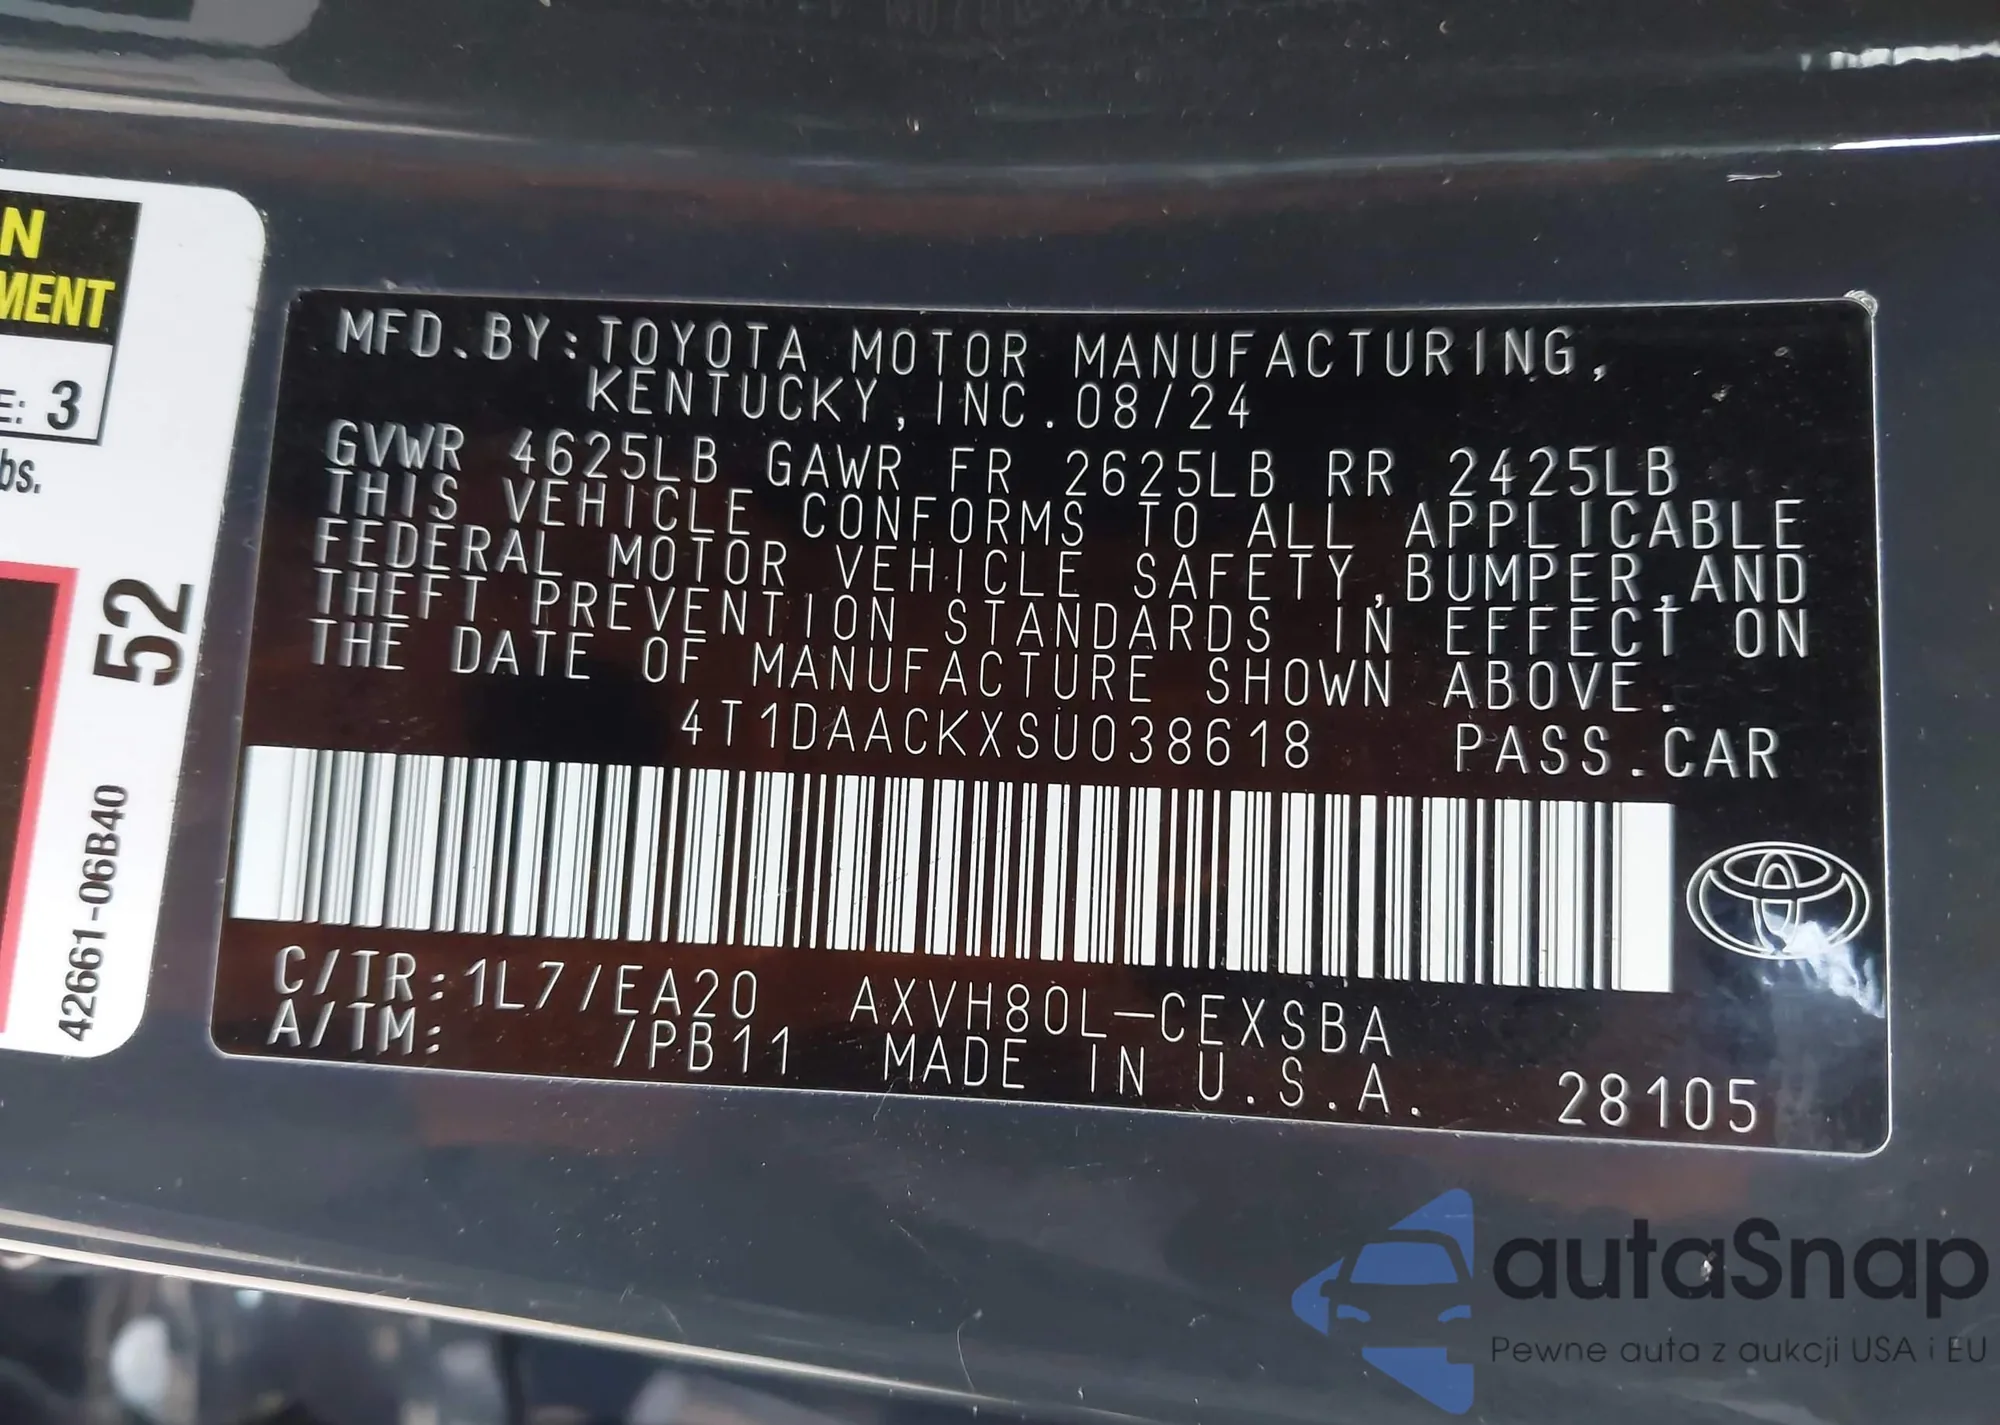 N
MENT
E: 3
bs.
52
42661-06B40
MFD.BY:TOYOTA MOTOR MANUFACTURING,
KENTUCKY,INC.08/24
GVWR 4625LB GAWR FR 2625LB RR 2425LB
THIS VEHICLE CONFORMS TO ALL APPLICABLE
FEDERAL MOTOR VEHICLE SAFETY,BUMPER,AND
THEFT PREVENTION STANDARDS IN EFFECT ON
THE DATE OF MANUFACTURE SHOWN ABOVE.
4T1DAACKXSU038618 PASS.CAR
C/TR:1L7/EA20 AXVH80L-CEXSBA
A/TM: /PB11 MADE IN U.S.A. 28105
autaSnap
Pewne auta z aukcji USA i EU